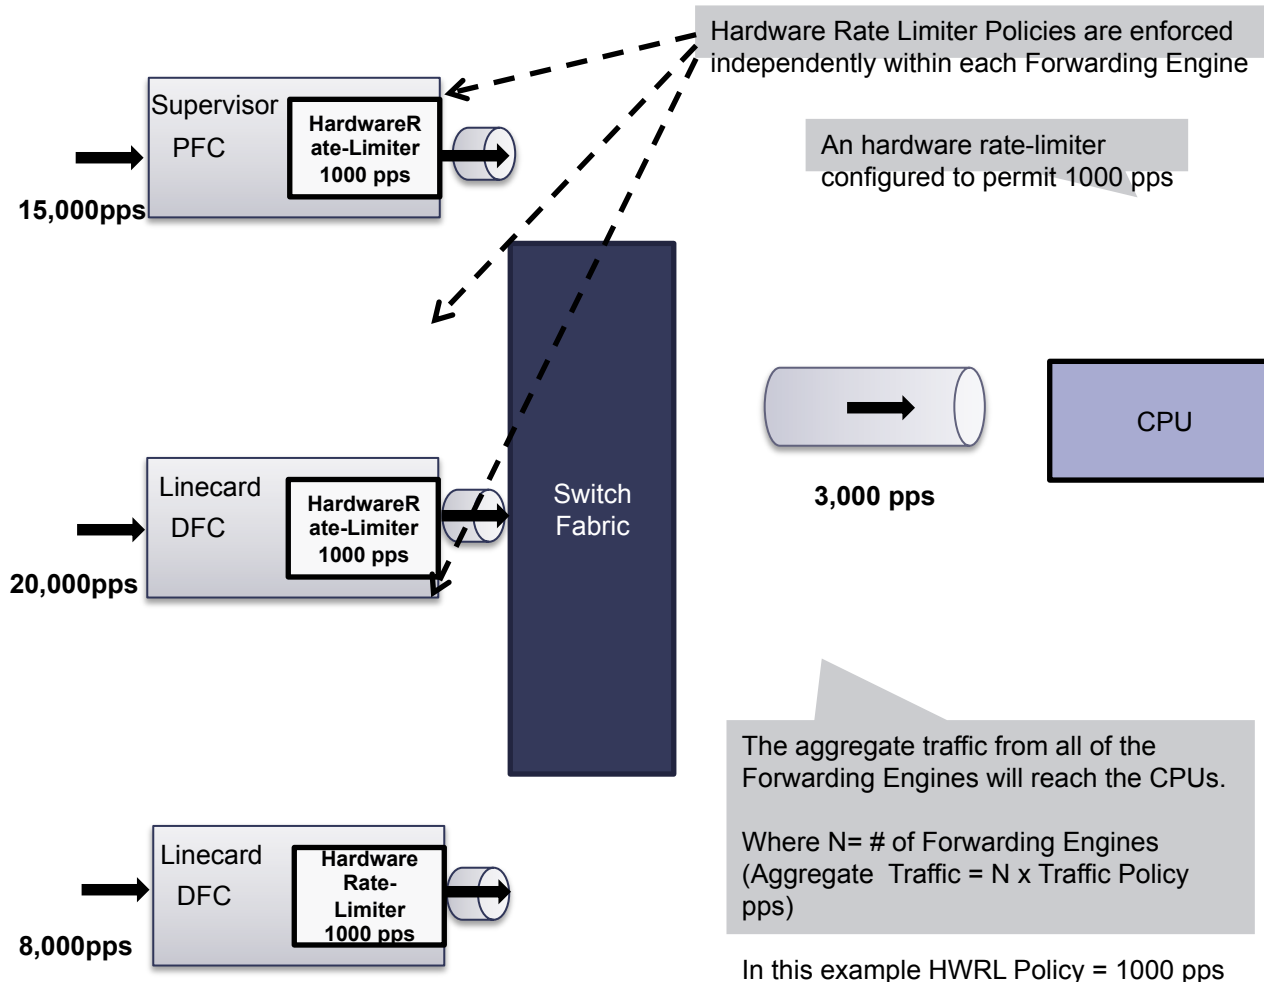 Hardware Rate Limiter Policies are enforced
independently within each Forwarding Engine
Supervisor
PFC
HardwareR
ate-Limiter
1000 pps
15,000pps
An hardware rate-limiter
configured to permit 1000 pps
Linecard
DFC
HardwareR
ate-Limiter
1000 pps
20,000pps
Switch
Fabric
3,000 pps
CPU
Linecard
DFC
Hardware
Rate-
Limiter
1000 pps
8,000pps
The aggregate traffic from all of the
Forwarding Engines will reach the CPUs.
Where N= # of Forwarding Engines
(Aggregate Traffic = N x Traffic Policy
pps)
In this example HWRL Policy = 1000 pps